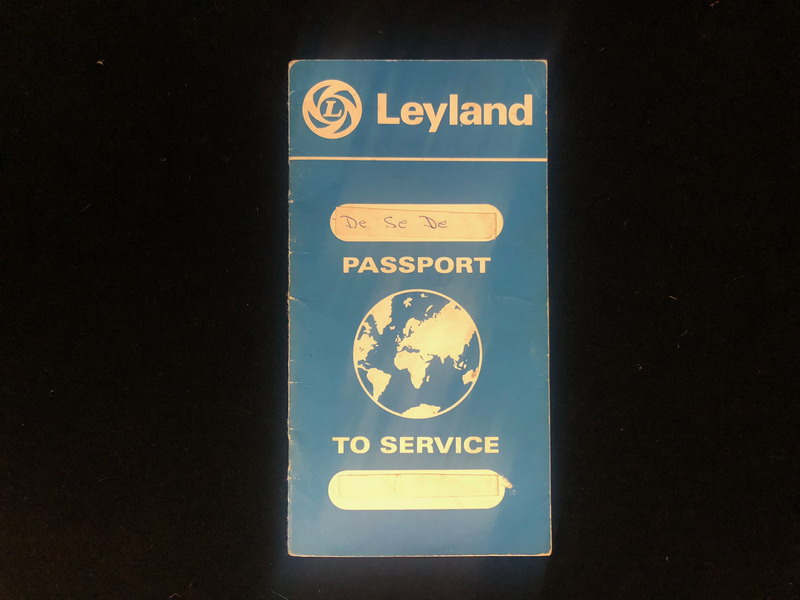 L Leyland
De Se De
PASSPORT
TO SERVICE